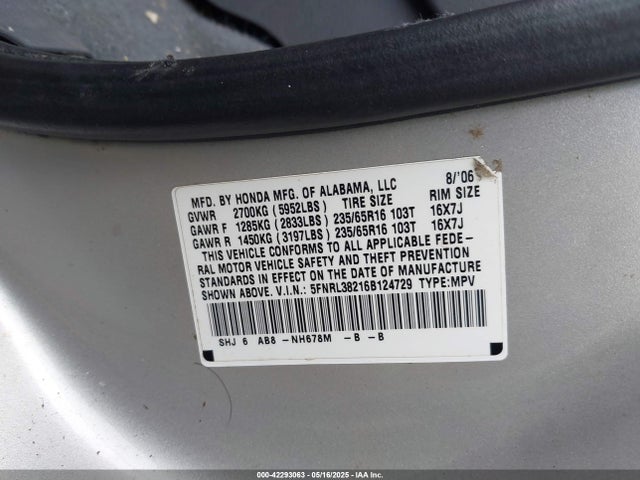 MFD. BY HONDA MFG. OF ALABAMA, LLC 8/'06
GVWR 2700KG (5952LBS) TIRE SIZE RIM SIZE
GAWR F 1285KG (2833LBS) 235/65R16 103T 16X7J
GAWR R 1450KG (3197LBS) 235/65R16 103T 16X7J
THIS VEHICLE CONFORMS TO ALL APPLICABLE FEDE-
RAL MOTOR VEHICLE SAFETY AND THEFT PREVENTION
STANDARDS IN EFFECT ON THE DATE OF MANUFACTURE
SHOWN ABOVE. V.I.N.: 5FNRL38216B124729 TYPE:MPV
SHJ 6 AB8 -NH678M -B -B
000-42293063 - 05/16/2025 - IAA Inc.